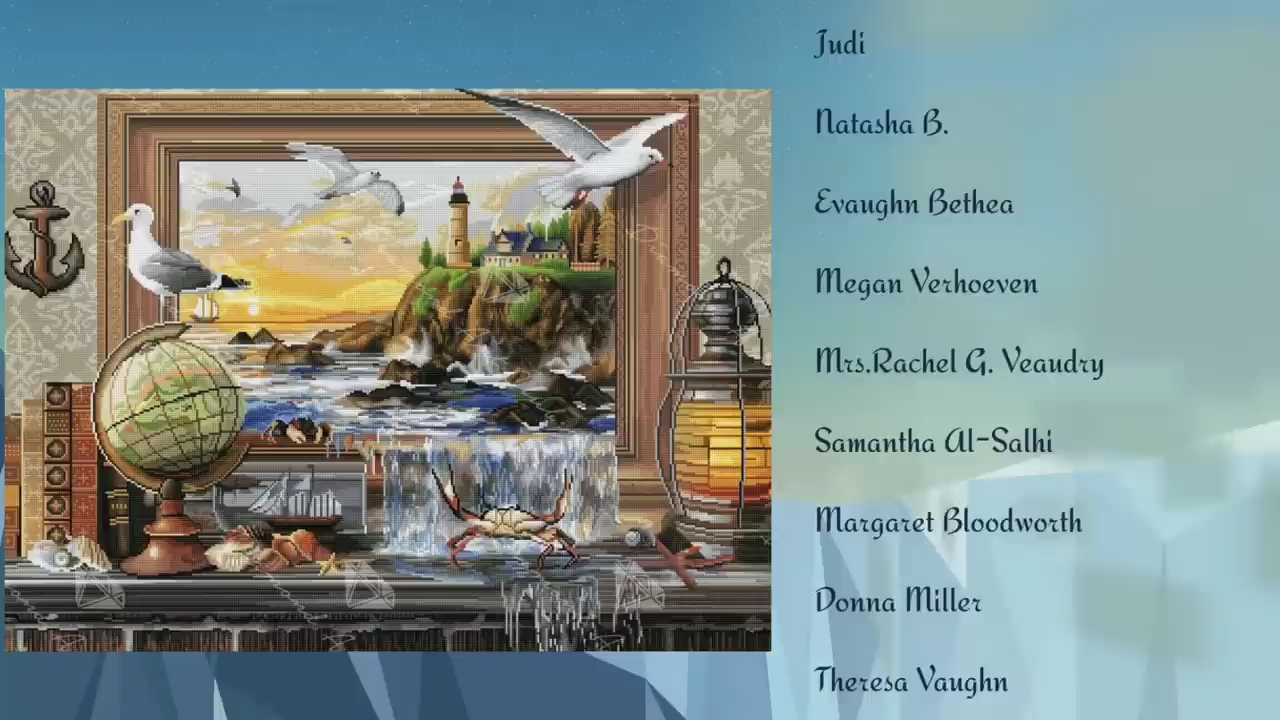 Judi
Natasha B.
Evaughn Bethea
Megan Verhoeven
Mrs.Rachel G. Veaudry
Samantha Al-Salhi
Margaret Bloodworth
Donna Miller
Theresa Vaughn